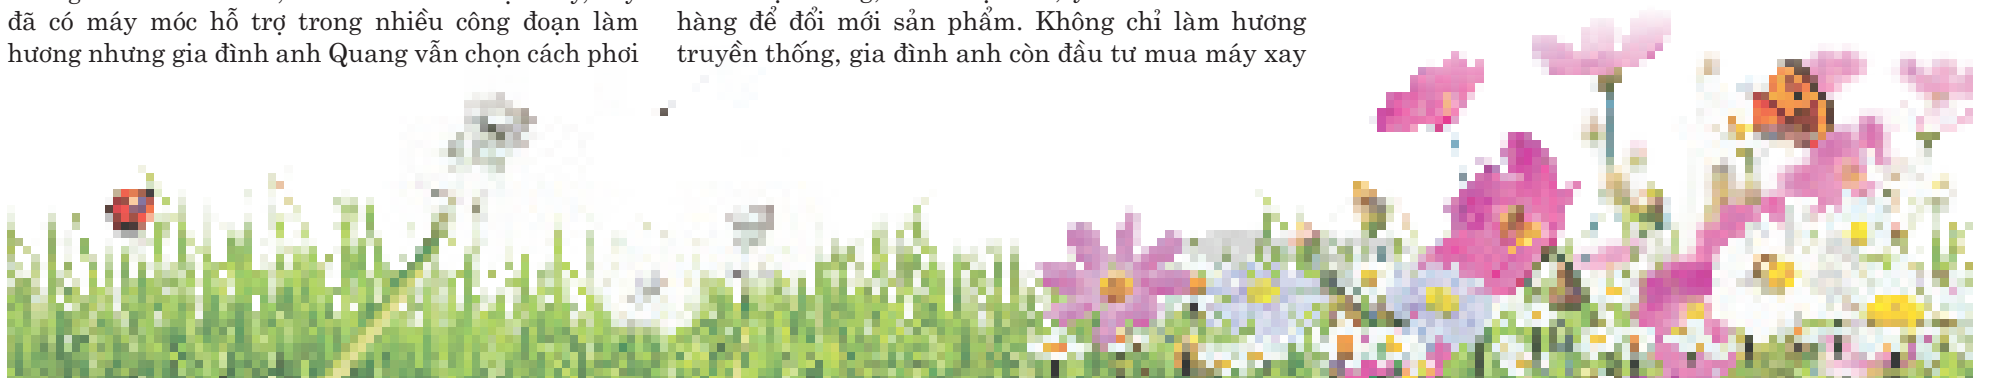 đã có máy móc hỗ trợ trong nhiều công đoạn làm
hương nhưng gia đình anh Quang vẫn chọn cách phơi
hàng để đổi mới sản phẩm. Không chỉ làm hương
truyền thống, gia đình anh còn đầu tư mua máy xay